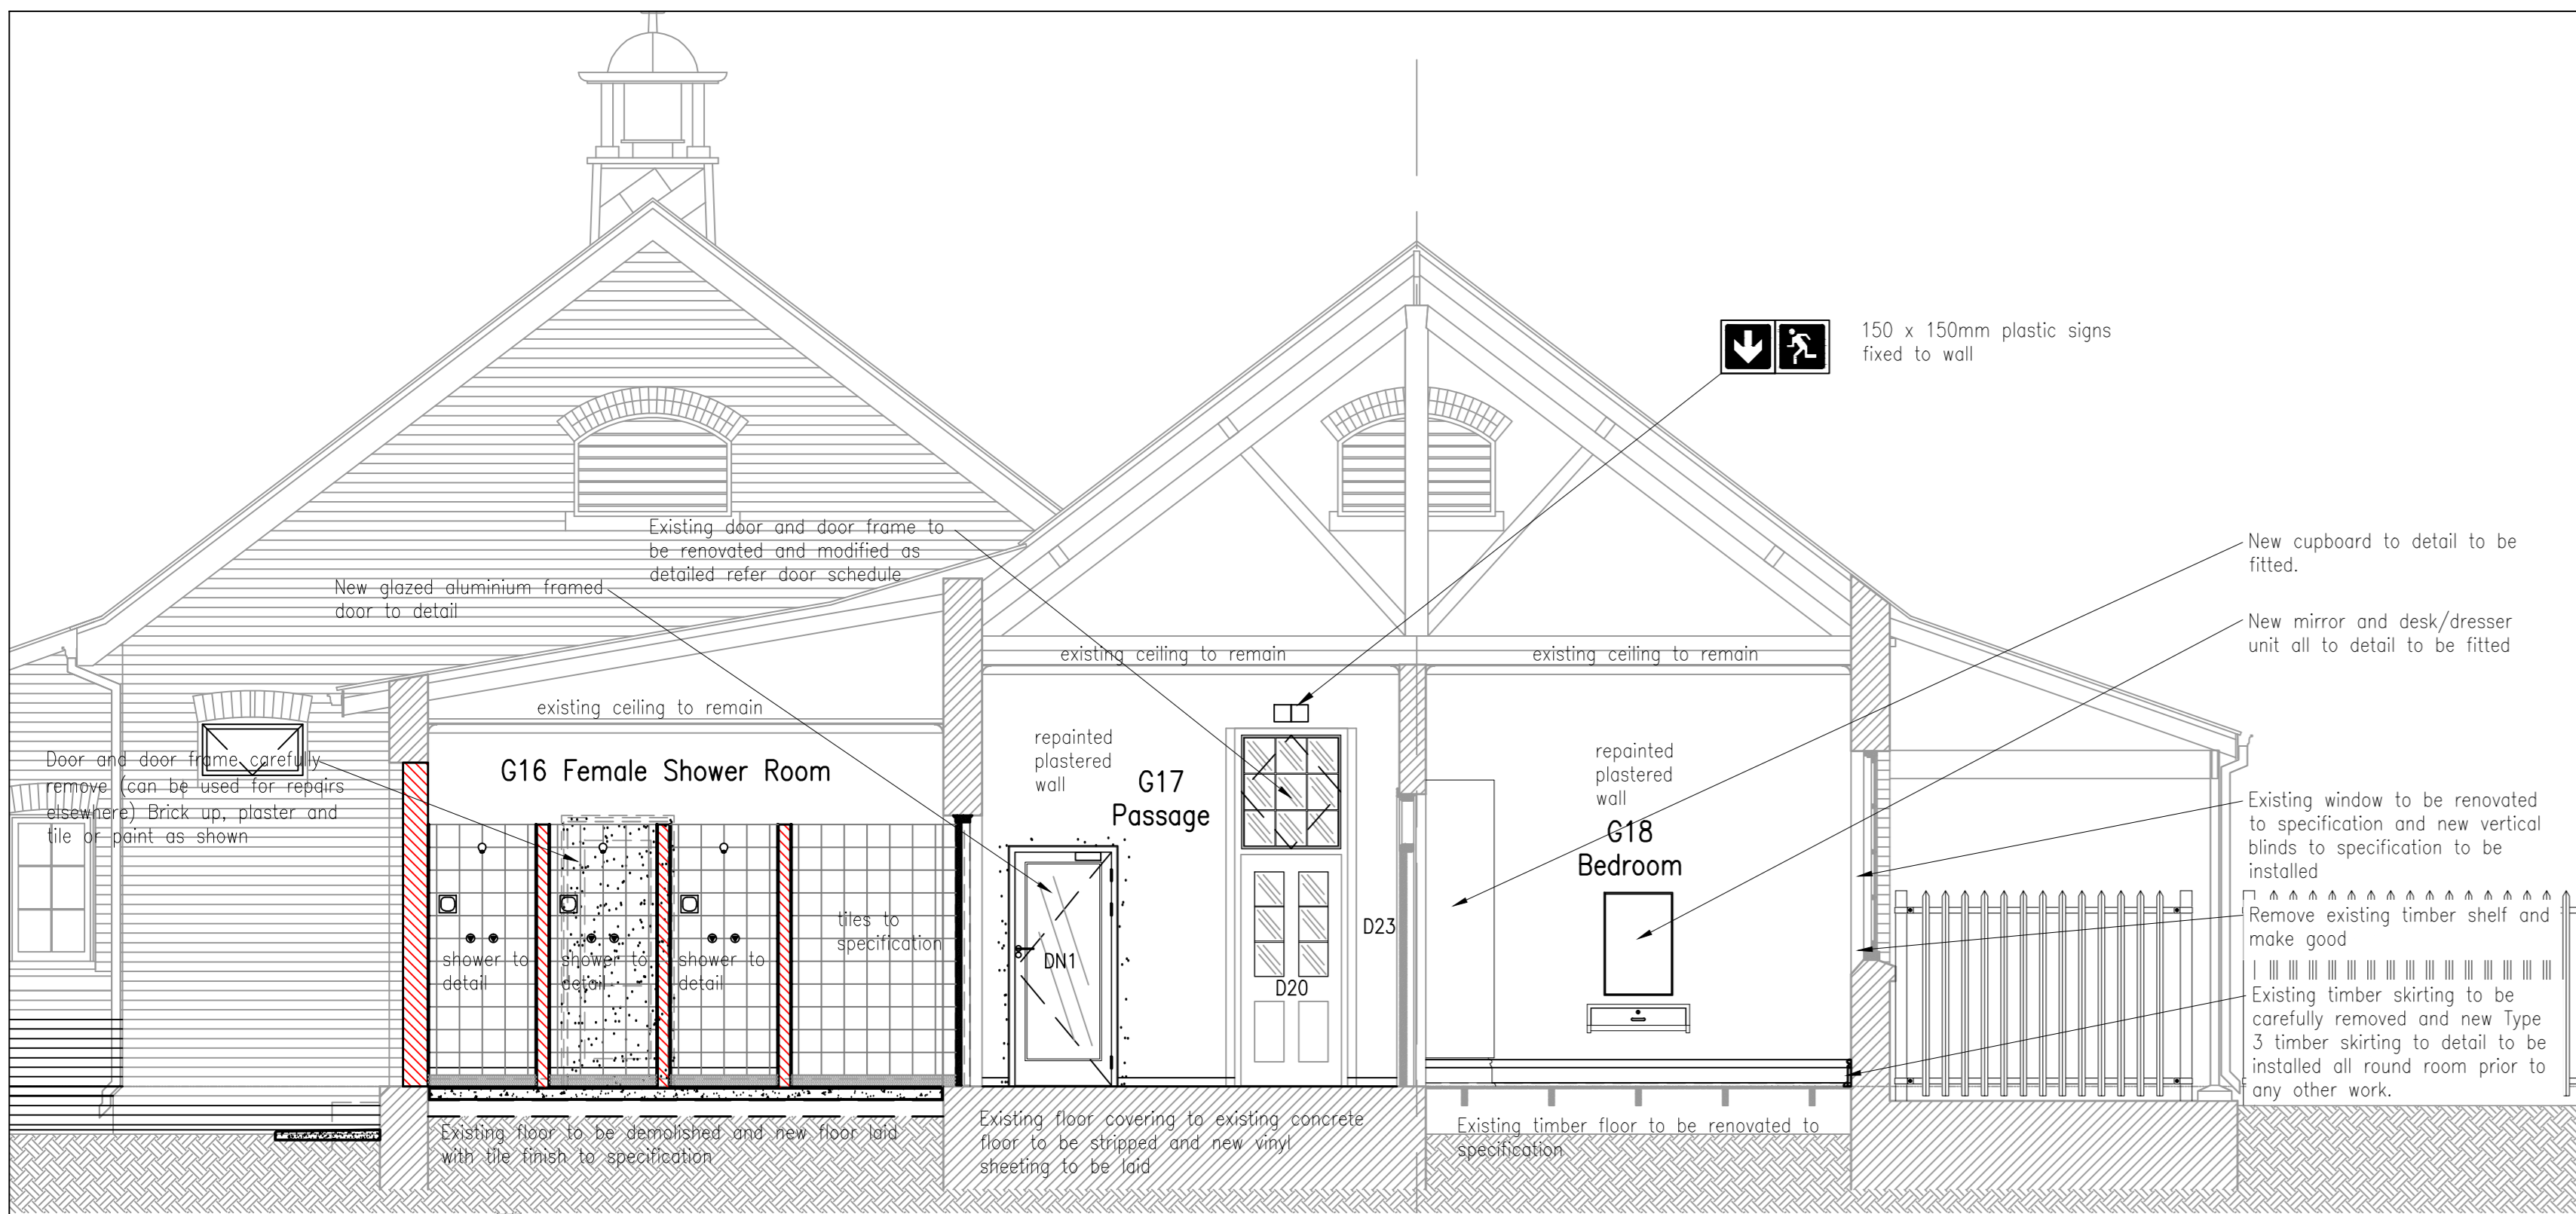 150 x 150mm plastic signs
fixed to wall
Existing door and door frame to
be renovated and modified as
detailed refer door schedule
New glazed aluminium framed
door to detail
New cupboard to detail to be
fitted.
New mirror and desk/dresser
unit all to detail to be fitted
existing ceiling to remain
existing ceiling to remain
existing ceiling to remain
Door and door frame carefully
remove (can be used for repairs
elsewhere) Brick up, plaster and
tile or paint as shown
G16 Female Shower Room
repainted
plastered
wall
G17
Passage
repainted
plastered
wall
G18
Bedroom
Existing window to be renovated
to specification and new vertical
blinds to specification to be
installed
tiles to
specification
shower to
detail
shower to
detail
shower to
detail
DN1
D20
D23
Remove existing timber shelf and
make good
Existing timber skirting to be
carefully removed and new Type
3 timber skirting to detail to be
installed all round room prior to
any other work.
Existing floor to be demolished and new floor laid
with tile finish to specification
Existing floor covering to existing concrete
floor to be stripped and new vinyl
sheeting to be laid
Existing timber floor to be renovated to
specification